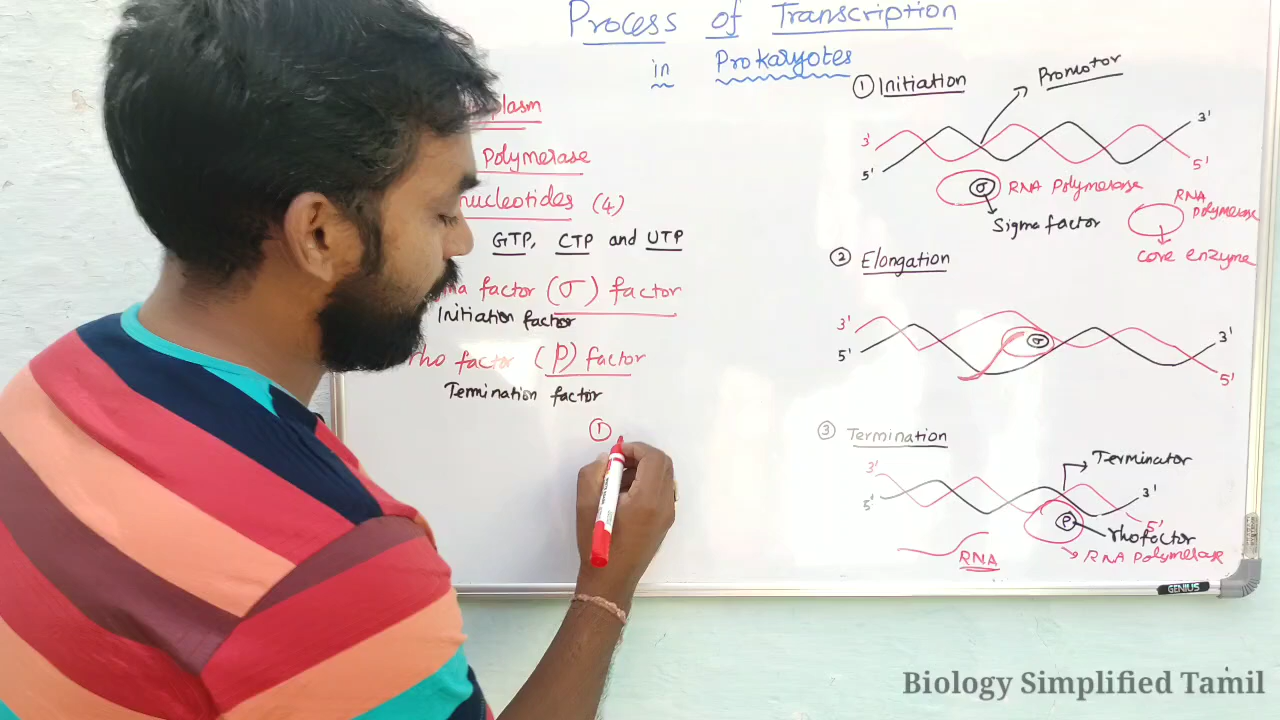 Process of Transcription
in Prokaryotes
plasm
Polymerase
nucleotides (4)
GTP, CTP and UTP
factor (σ) factor
Initiation factor
rho factor (ρ) factor
Termination factor
①
① Initiation
Promotor
3'
5'
3'
5'
σ
RNA Polymerase
Sigma factor
RNA
Polymerase
core enzyme
② Elongation
3'
5'
σ
3'
5'
③ Termination
Terminator
3'
5'
3'
5'
ρ
rhofactor
RNA Polymerase
RNA
GENIUS
Biology Simplified Tamil